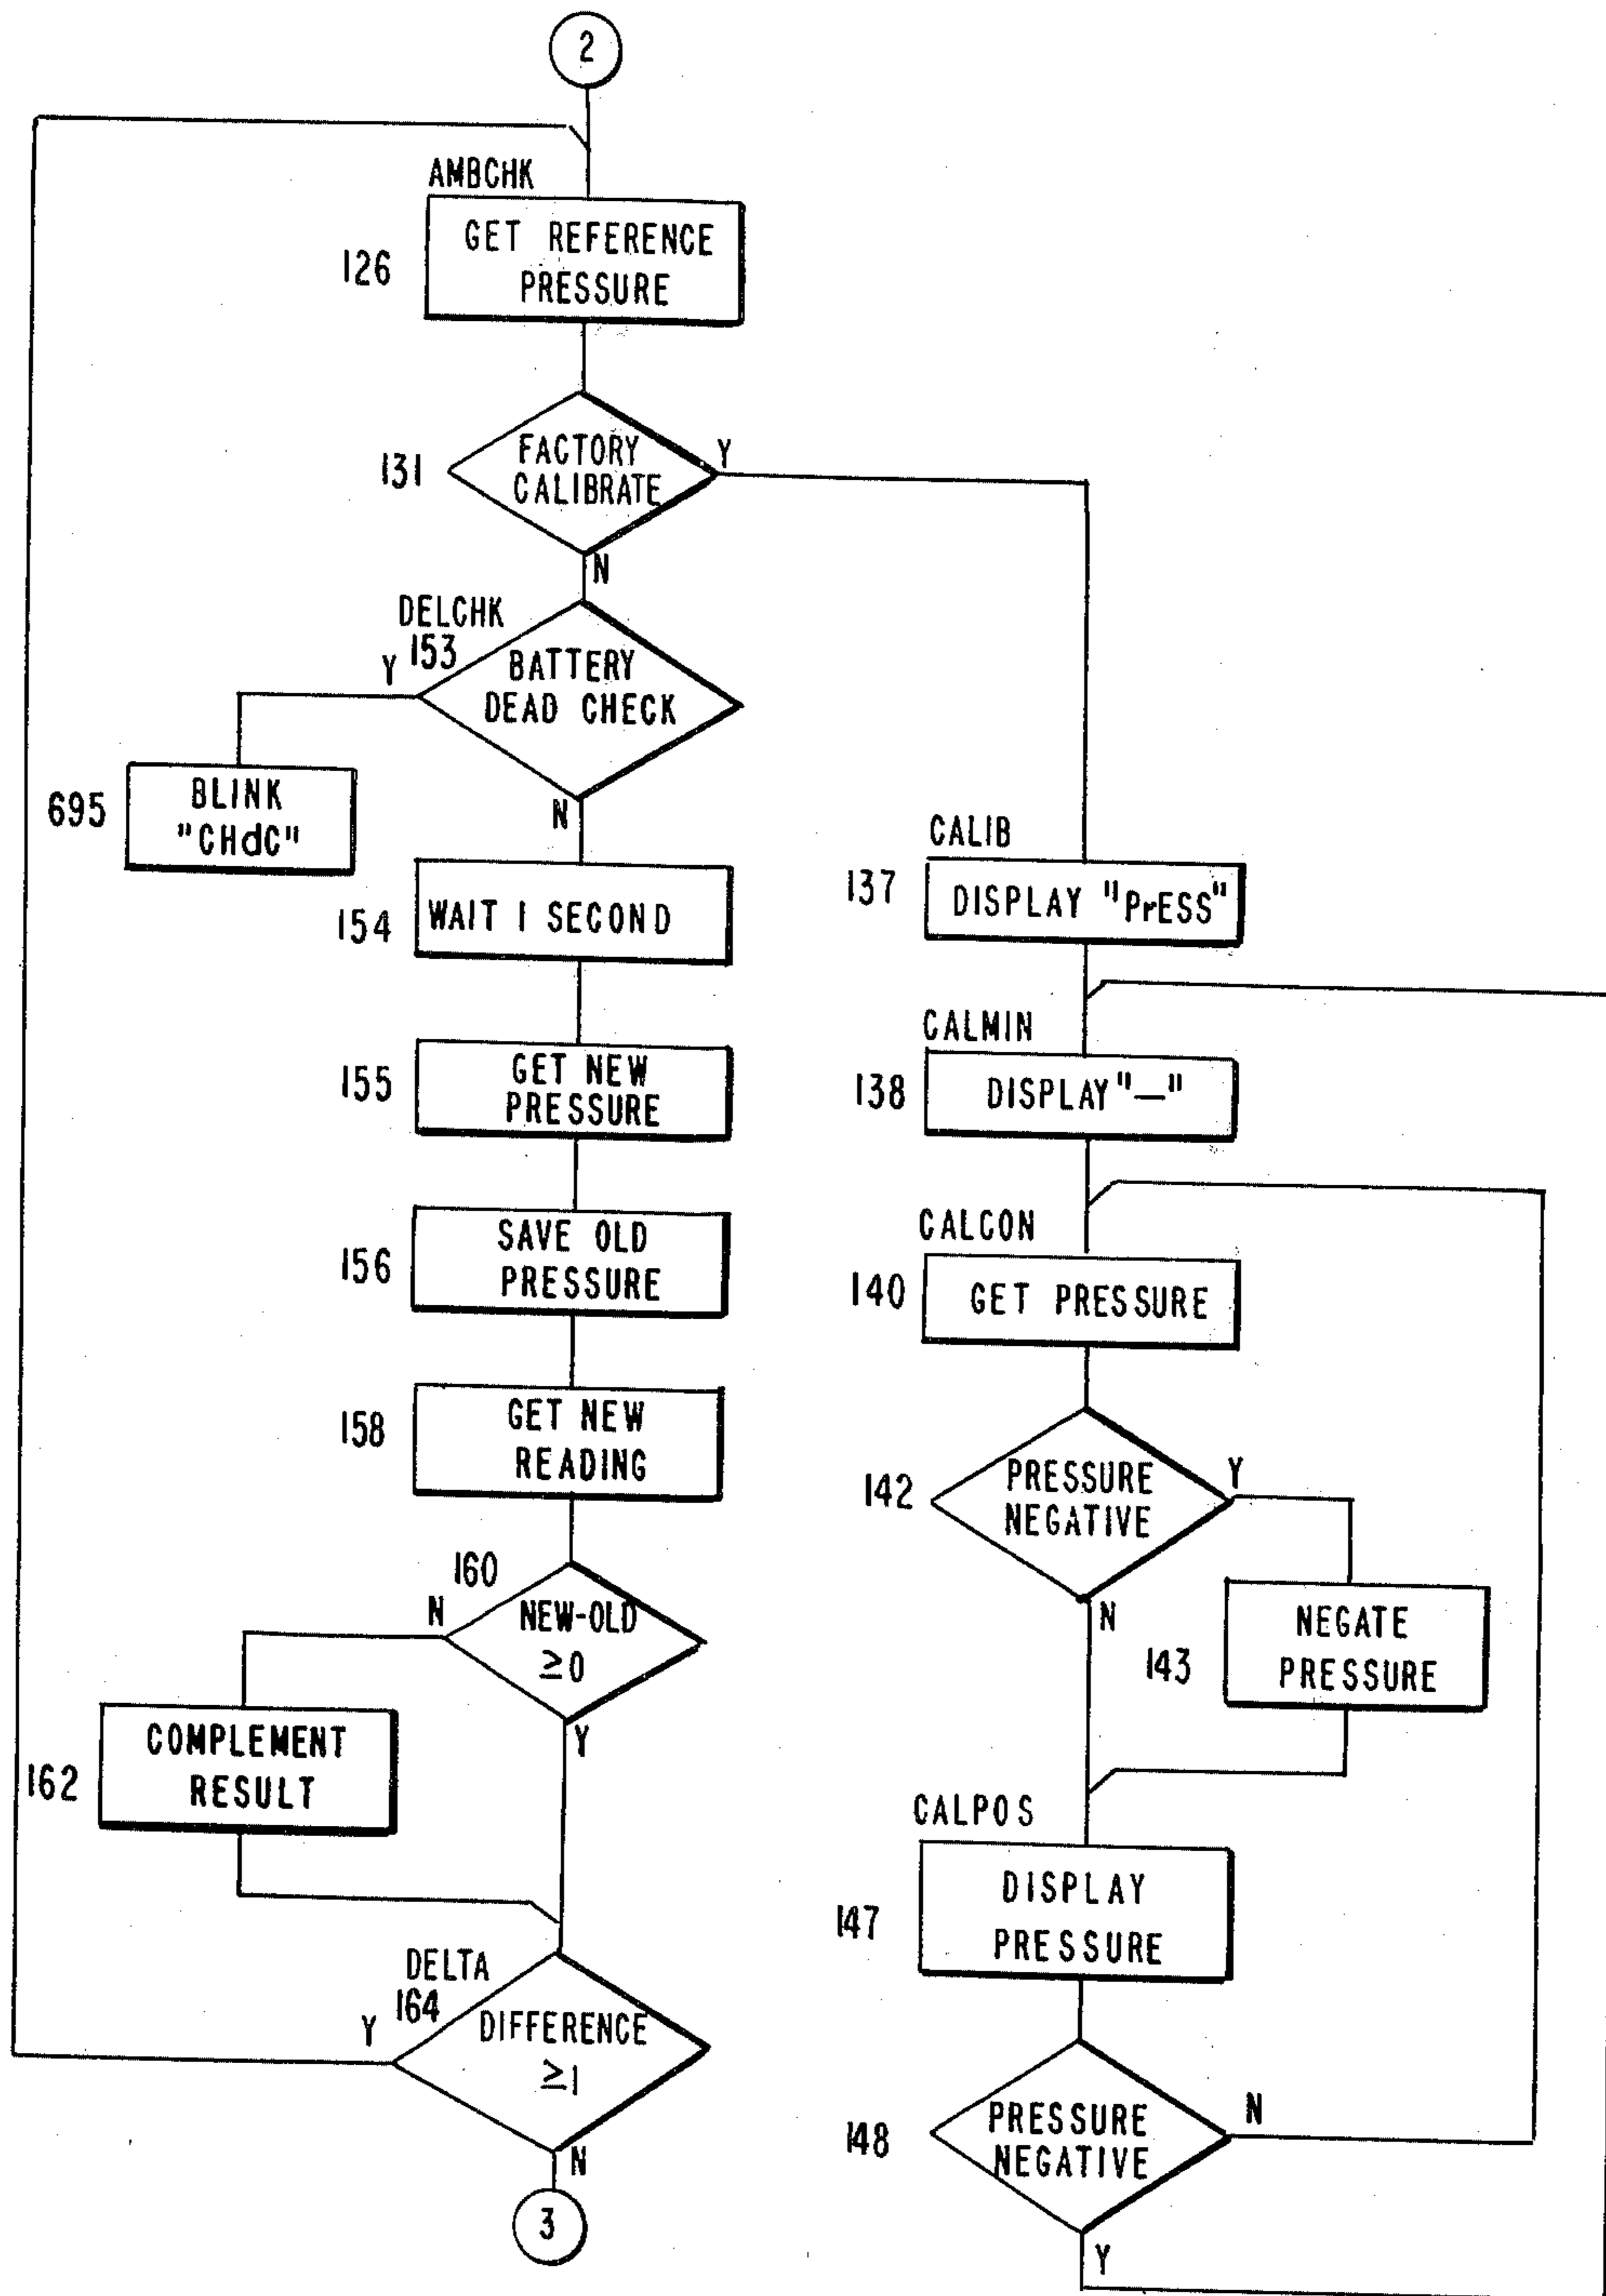 2
AMBCHK
126
GET REFERENCE
PRESSURE
131
FACTORY
CALIBRATE
Y
N
DELCHK
153
Y
BATTERY
DEAD CHECK
N
695
BLINK
"CHdC"
154
WAIT 1 SECOND
155
GET NEW
PRESSURE
156
SAVE OLD
PRESSURE
158
GET NEW
READING
160
N
NEW-OLD
≥0
Y
162
COMPLEMENT
RESULT
DELTA
164
Y
DIFFERENCE
≥1
N
3
CALIB
137
DISPLAY "PrESS"
CALMIN
138
DISPLAY "—"
CALCON
140
GET PRESSURE
142
PRESSURE
NEGATIVE
Y
N
143
NEGATE
PRESSURE
CALPOS
147
DISPLAY
PRESSURE
148
PRESSURE
NEGATIVE
N
Y